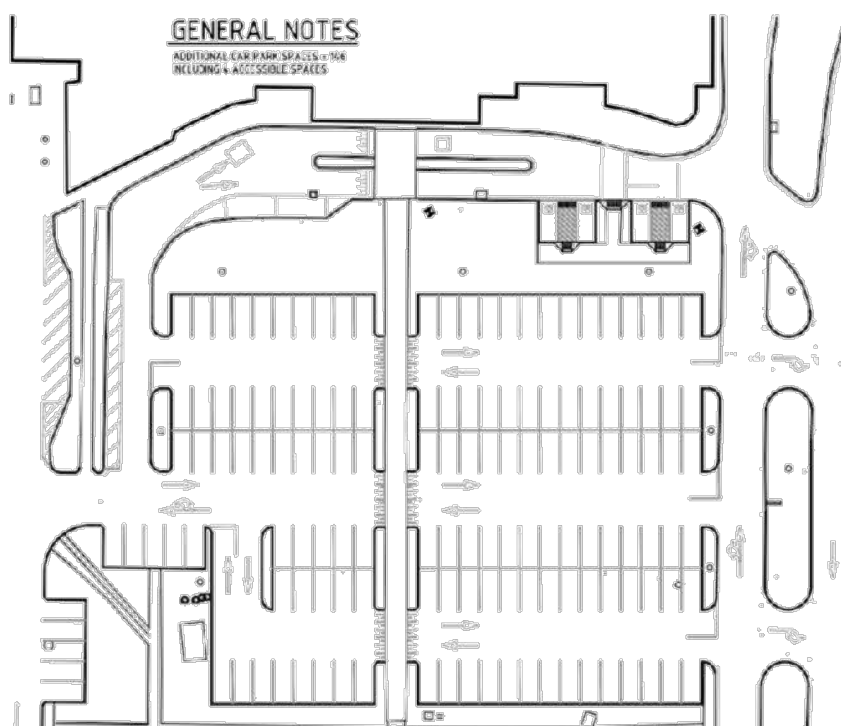 GENERAL NOTES
ADDITIONAL CAR PARK SPACES = 106
INCLUDING 4 ACCESSIBLE SPACES